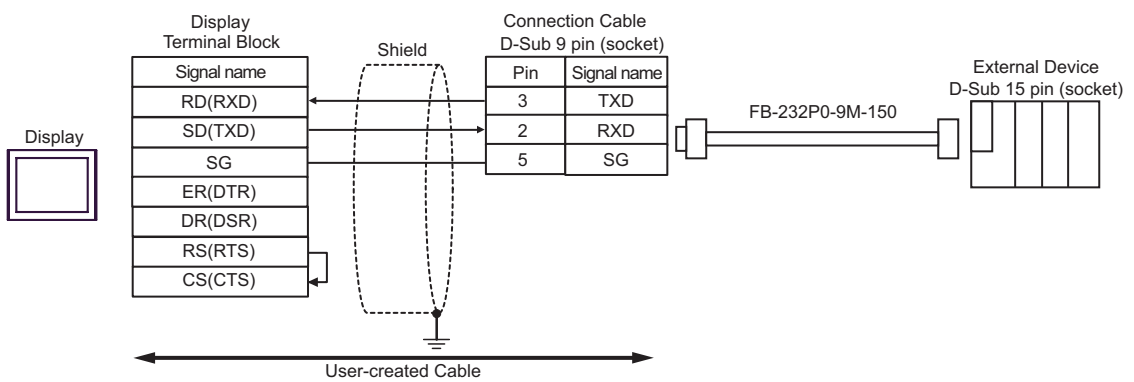 Display
Display
Terminal Block
Signal name
RD(RXD)
SD(TXD)
SG
ER(DTR)
DR(DSR)
RS(RTS)
CS(CTS)
Shield
Connection Cable
D-Sub 9 pin (socket)
Pin Signal name
3 TXD
2 RXD
5 SG
FB-232P0-9M-150
External Device
D-Sub 15 pin (socket)
User-created Cable